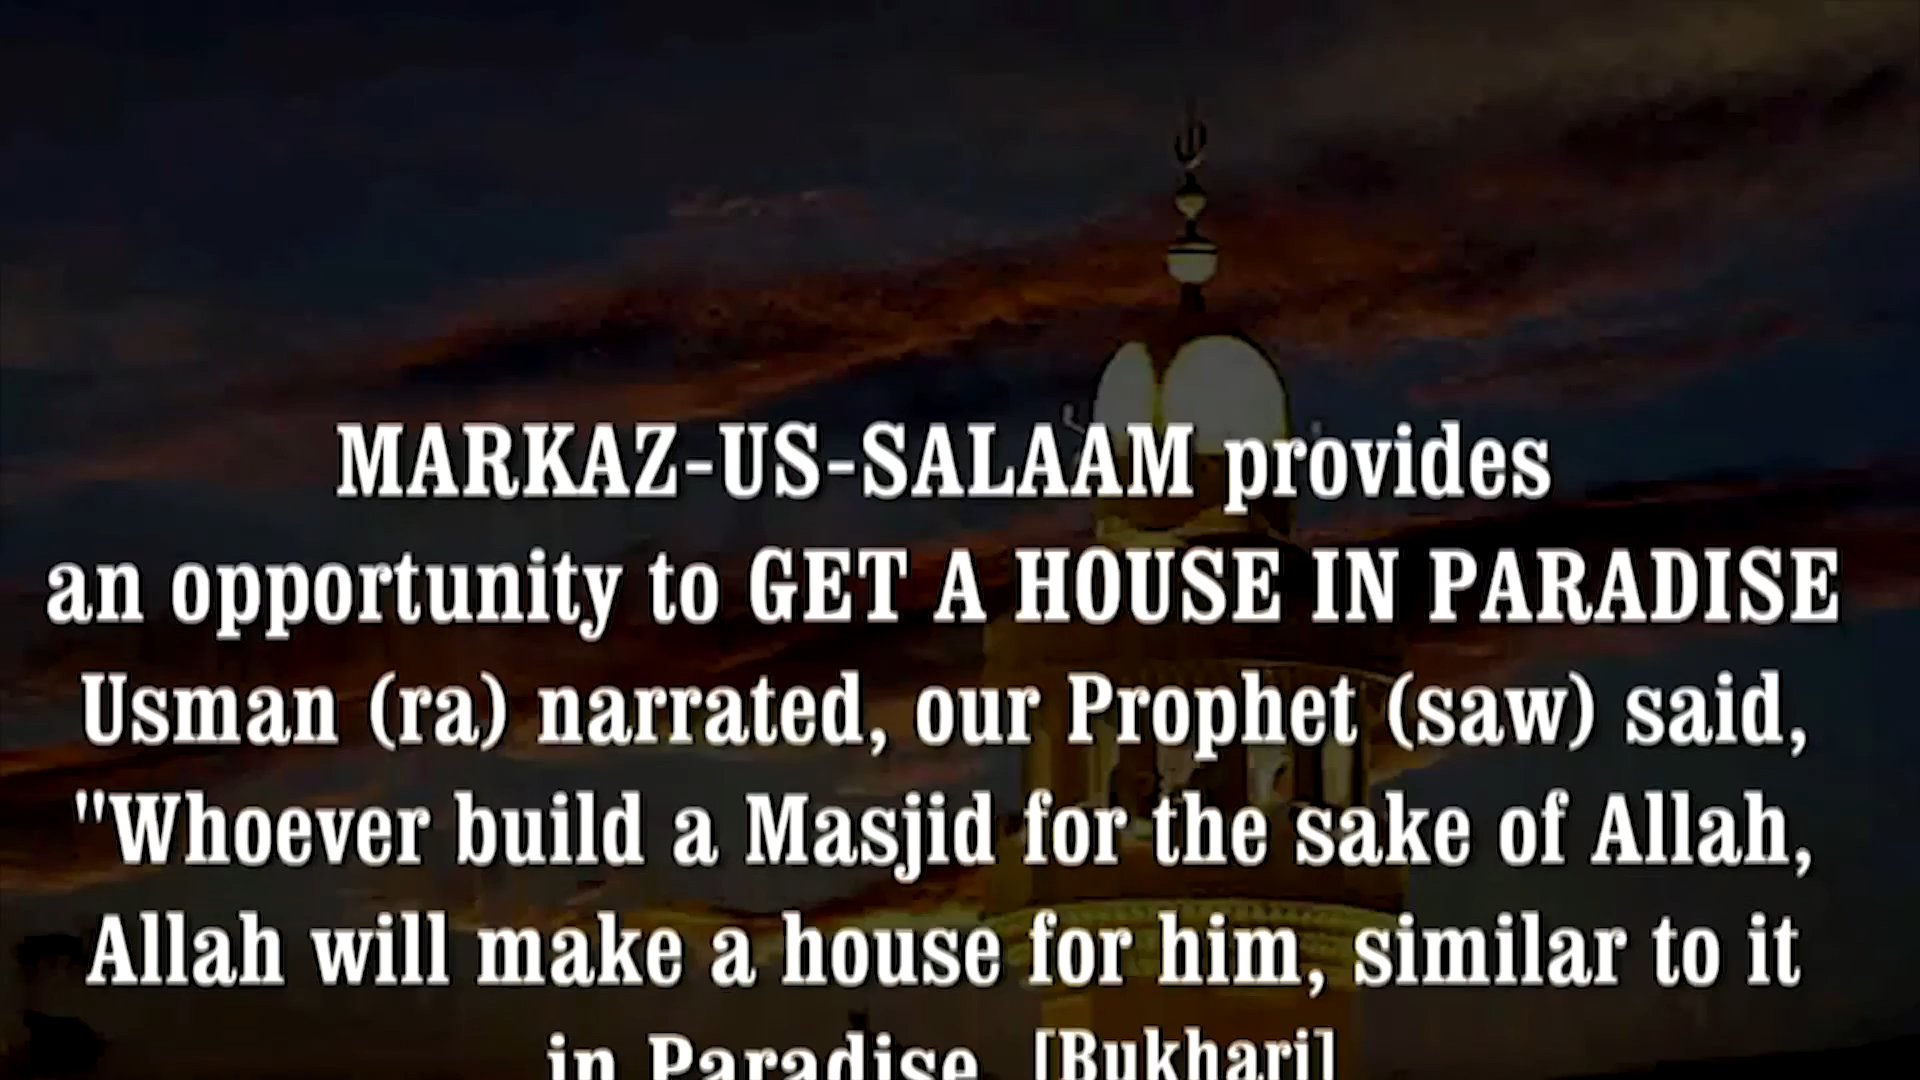 MARKAZ-US-SALAAM provides
an opportunity to GET A HOUSE IN PARADISE
Usman (ra) narrated, our Prophet (saw) said,
"Whoever build a Masjid for the sake of Allah,
Allah will make a house for him, similar to it
in Paradise. [Bukhari]